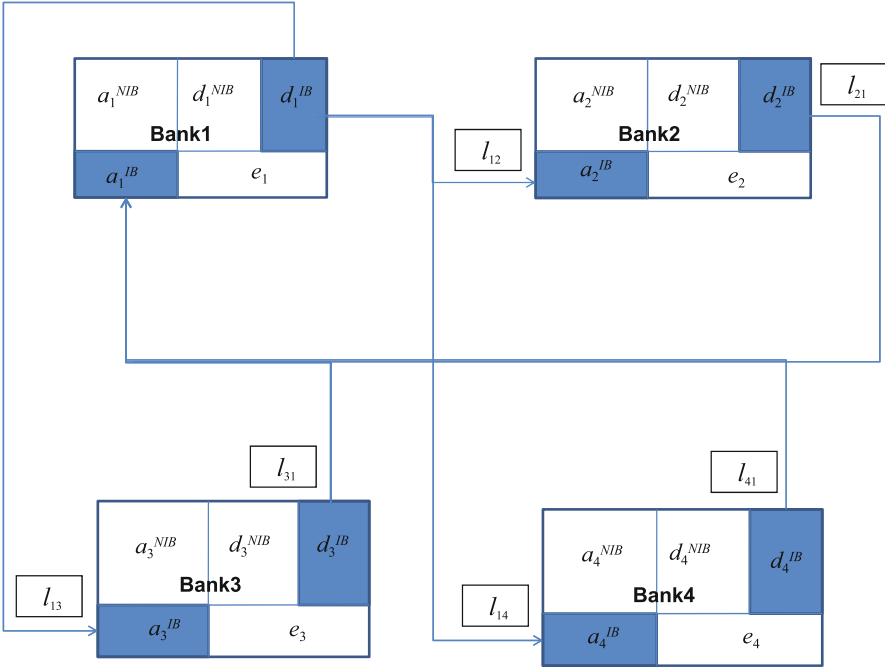 a₁ᴺᴵᴮ d₁ᴺᴵᴮ d₁ᴵᴮ
Bank1
a₁ᴵᴮ e₁
a₂ᴺᴵᴮ d₂ᴺᴵᴮ d₂ᴵᴮ
Bank2
a₂ᴵᴮ e₂
l₂₁
l₁₂
l₃₁
l₄₁
a₃ᴺᴵᴮ d₃ᴺᴵᴮ d₃ᴵᴮ
Bank3
a₃ᴵᴮ e₃
l₁₃
a₄ᴺᴵᴮ d₄ᴺᴵᴮ d₄ᴵᴮ
Bank4
a₄ᴵᴮ e₄
l₁₄